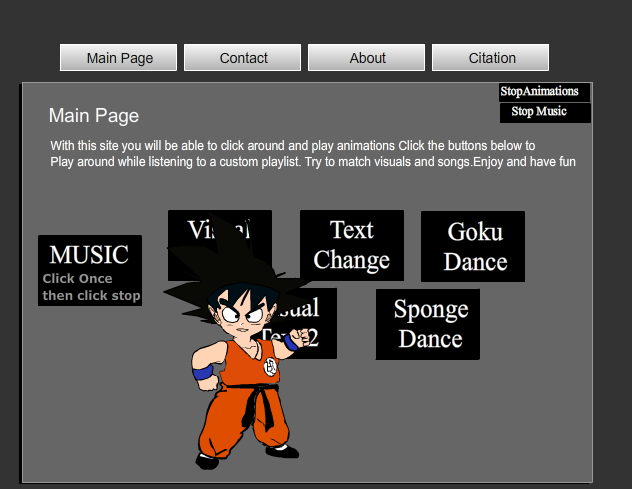 Main Page
Contact
About
Citation
StopAnimations
Stop Music
Main Page
With this site you will be able to click around and play animations Click the buttons below to
Play around while listening to a custom playlist. Try to match visuals and songs.Enjoy and have fun
MUSIC
Click Once
then click stop
Text
Change
Goku
Dance
Sponge
Dance